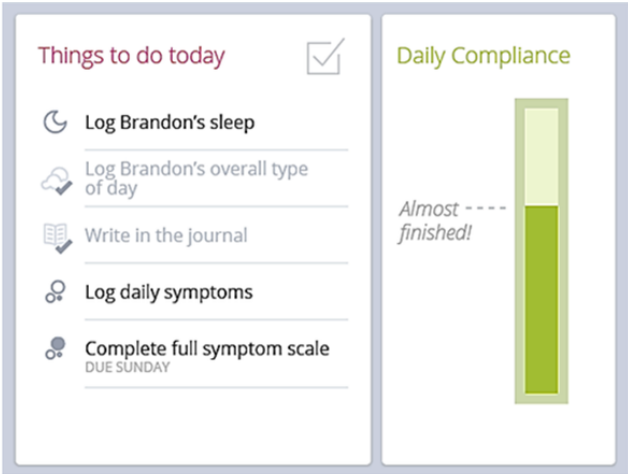 Things to do today
Log Brandon's sleep
Log Brandon's overall type
of day
Write in the journal
Log daily symptoms
Complete full symptom scale
DUE SUNDAY
Daily Compliance
Almost
finished!